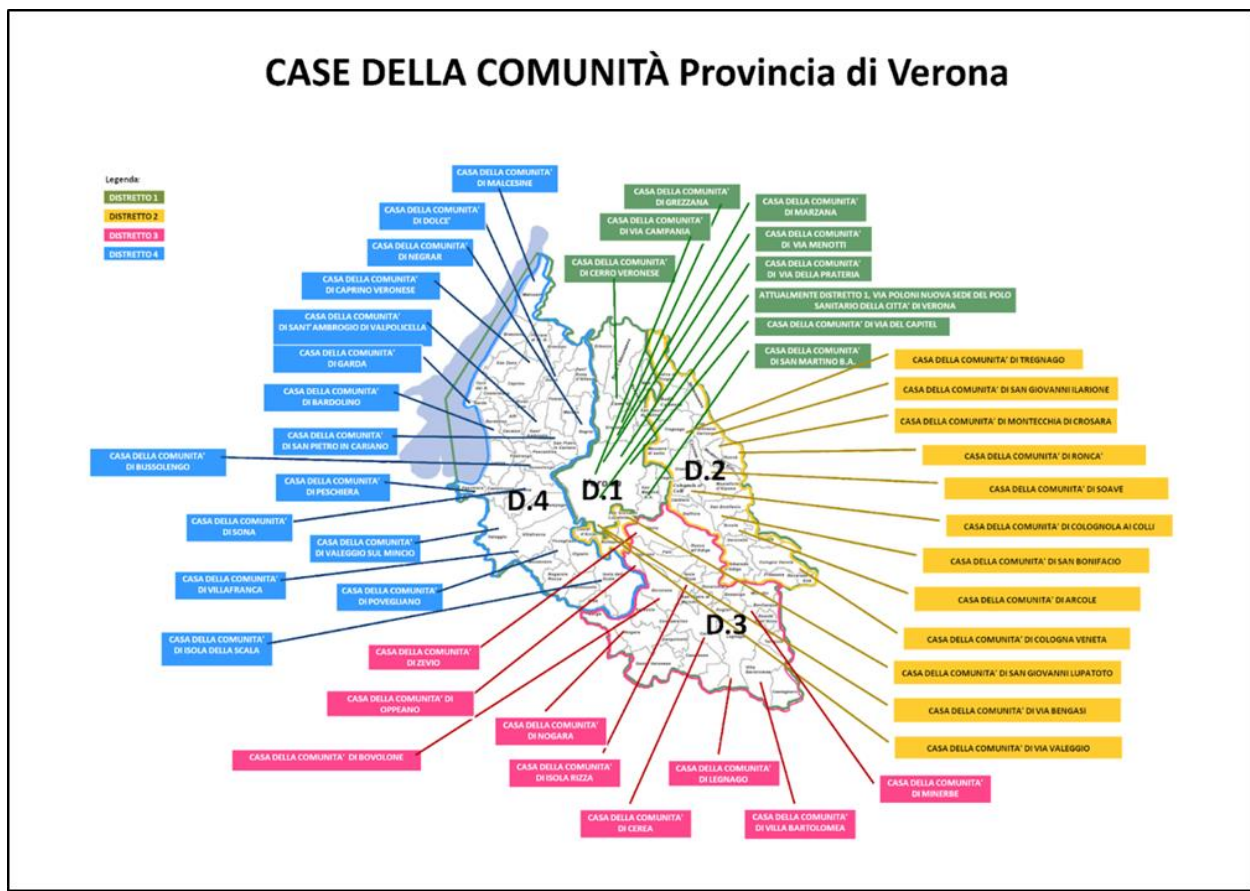 CASE DELLA COMUNITÀ Provincia di Verona
Legenda:
DISTRETTO 1
DISTRETTO 2
DISTRETTO 3
DISTRETTO 4
CASA DELLA COMUNITA'
DI MALCESINE
CASA DELLA COMUNITA'
DI DOLCE'
CASA DELLA COMUNITA'
DI NEGRAR
CASA DELLA COMUNITA'
DI CAPRINO VERONESE
CASA DELLA COMUNITA'
DI SANT'AMBROGIO DI VALPOLICELLA
CASA DELLA COMUNITA'
DI GARDA
CASA DELLA COMUNITA'
DI BARDOLINO
CASA DELLA COMUNITA'
DI SAN PIETRO IN CARIANO
CASA DELLA COMUNITA'
DI BUSSOLENGO
CASA DELLA COMUNITA'
DI PESCHIERA
CASA DELLA COMUNITA'
DI SONA
CASA DELLA COMUNITA'
DI VALEGGIO SUL MINCIO
CASA DELLA COMUNITA'
DI VILLAFRANCA
CASA DELLA COMUNITA'
DI POVEGLIANO
CASA DELLA COMUNITA'
DI ISOLA DELLA SCALA
CASA DELLA COMUNITA'
DI GREZZANA
CASA DELLA COMUNITA'
DI VIA CAMPANIA
CASA DELLA COMUNITA'
DI CERRO VERONESE
CASA DELLA COMUNITA'
DI MARZANA
CASA DELLA COMUNITA'
DI VIA MENOTTI
CASA DELLA COMUNITA'
DI VIA DELLA PRATERIA
ATTUALMENTE DISTRETTO 1, VIA POLONI NUOVA SEDE DEL POLO
SANITARIO DELLA CITTA' DI VERONA
CASA DELLA COMUNITA' DI VIA DEL CAPITEL
CASA DELLA COMUNITA'
DI SAN MARTINO B.A.
CASA DELLA COMUNITA' DI TREGNAGO
CASA DELLA COMUNITA' DI SAN GIOVANNI ILARIONE
CASA DELLA COMUNITA' DI MONTECCHIA DI CROSARA
CASA DELLA COMUNITA' DI RONCA'
CASA DELLA COMUNITA' DI SOAVE
CASA DELLA COMUNITA' DI COLOGNOLA AI COLLI
CASA DELLA COMUNITA' DI SAN BONIFACIO
CASA DELLA COMUNITA' DI ARCOLE
CASA DELLA COMUNITA' DI COLOGNA VENETA
CASA DELLA COMUNITA' DI SAN GIOVANNI LUPATOTO
CASA DELLA COMUNITA' DI VIA BENGASI
CASA DELLA COMUNITA' DI VIA VALEGGIO
D.4
D.1
D.2
D.3
CASA DELLA COMUNITA'
DI ZEVIO
CASA DELLA COMUNITA' DI
OPPEANO
CASA DELLA COMUNITA'
DI NOGARA
CASA DELLA COMUNITA' DI BOVOLONE
CASA DELLA COMUNITA'
DI ISOLA RIZZA
CASA DELLA COMUNITA'
DI LEGNAGO
CASA DELLA COMUNITA'
DI MINERBE
CASA DELLA COMUNITA'
DI CEREA
CASA DELLA COMUNITA'
DI VILLA BARTOLOMEA